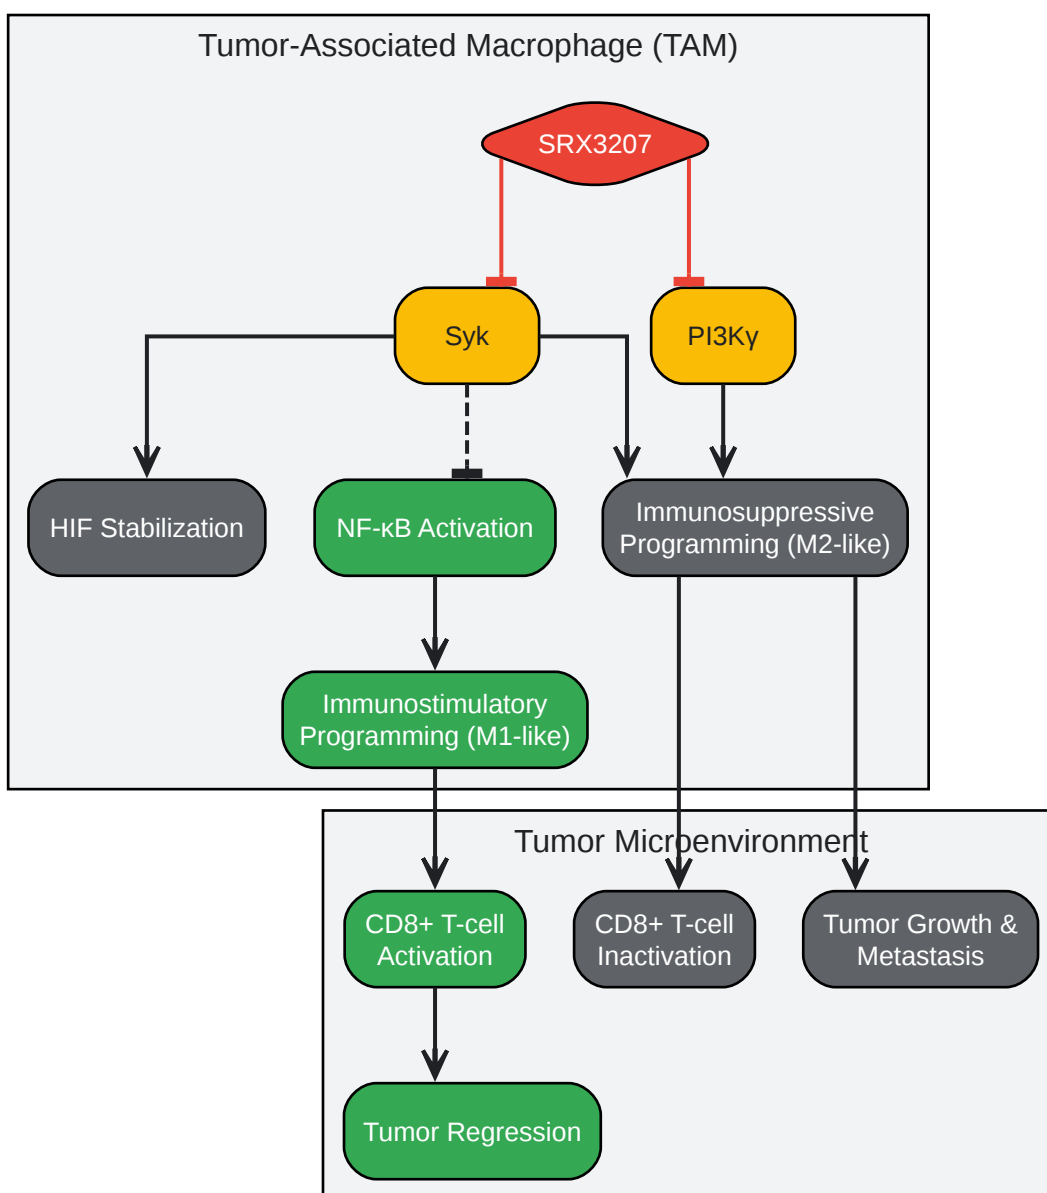 Tumor-Associated Macrophage (TAM)
SRX3207
Syk
PI3Kγ
HIF Stabilization
NF-κB Activation
Immunosuppressive
Programming (M2-like)
Immunostimulatory
Programming (M1-like)
Tumor Microenvironment
CD8+ T-cell
Activation
CD8+ T-cell
Inactivation
Tumor Growth &
Metastasis
Tumor Regression